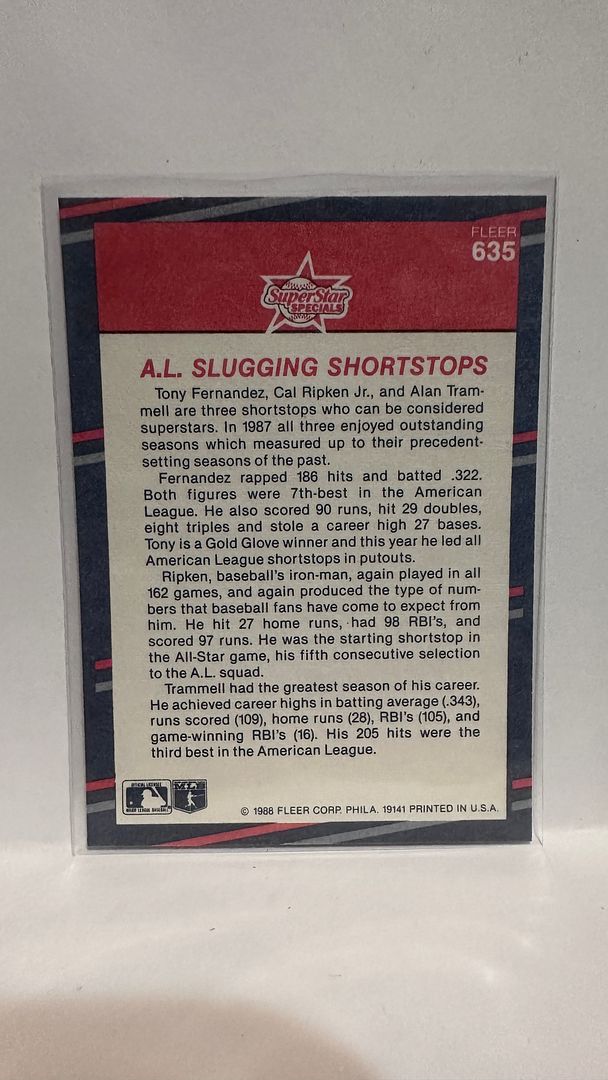 FLEER
635
SuperStar
SPECIALS
A.L. SLUGGING SHORTSTOPS
Tony Fernandez, Cal Ripken Jr., and Alan Tram-
mell are three shortstops who can be considered
superstars. In 1987 all three enjoyed outstanding
seasons which measured up to their precedent-
setting seasons of the past.
Fernandez rapped 186 hits and batted .322.
Both figures were 7th-best in the American
League. He also scored 90 runs, hit 29 doubles,
eight triples and stole a career high 27 bases.
Tony is a Gold Glove winner and this year he led all
American League shortstops in putouts.
Ripken, baseball's iron-man, again played in all
162 games, and again produced the type of num-
bers that baseball fans have come to expect from
him. He hit 27 home runs, had 98 RBI's, and
scored 97 runs. He was the starting shortstop in
the All-Star game, his fifth consecutive selection
to the A.L. squad.
Trammell had the greatest season of his career.
He achieved career highs in batting average (.343),
runs scored (109), home runs (28), RBI's (105), and
game-winning RBI's (16). His 205 hits were the
third best in the American League.
OFFICIAL LICENSEE
MAJOR LEAGUE BASEBALL
© 1988 FLEER CORP. PHILA. 19141 PRINTED IN U.S.A.